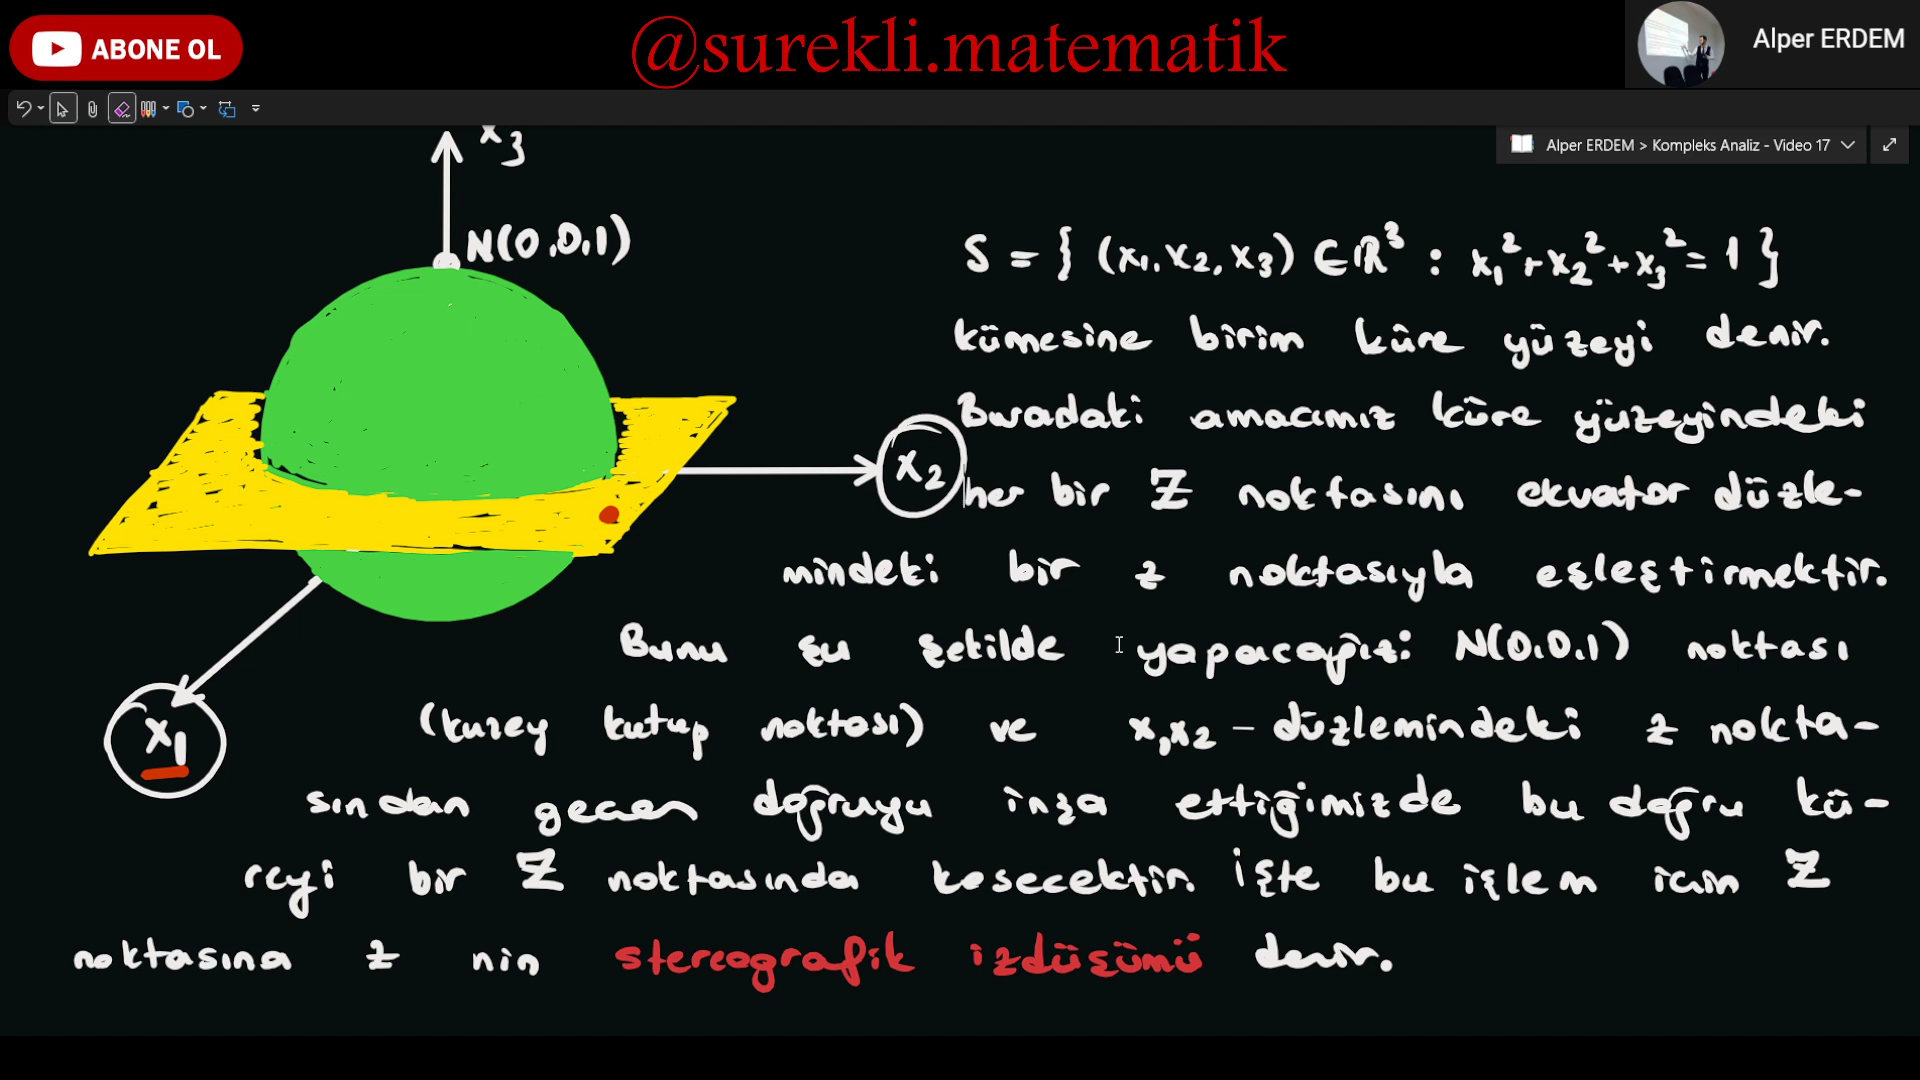 ABONE OL
@surekli.matematik
Alper ERDEM
Alper ERDEM > Kompleks Analiz - Video 17
x₃
N(0,0,1)
S = { (x₁,x₂,x₃) ∈ ℝ³ : x₁²+x₂²+x₃² = 1 }
kümesine birim küre yüzeyi denir.
Buradaki amacımız küre yüzeyindeki
x₂
her bir Z noktasını ekvator düzle-
mindeki bir z noktasıyla eşleştirmektir.
Bunu şu şekilde yapacağız: N(0,0,1) noktası
x₁
(kuzey kutup noktası) ve x₁x₂ - düzlemindeki z nokta-
sından geçen doğruyu inşa ettiğimizde bu doğru kü-
reyi bir Z noktasında kesecektir. İşte bu işlem için Z
noktasına z nin stereografik izdüşümü denir.